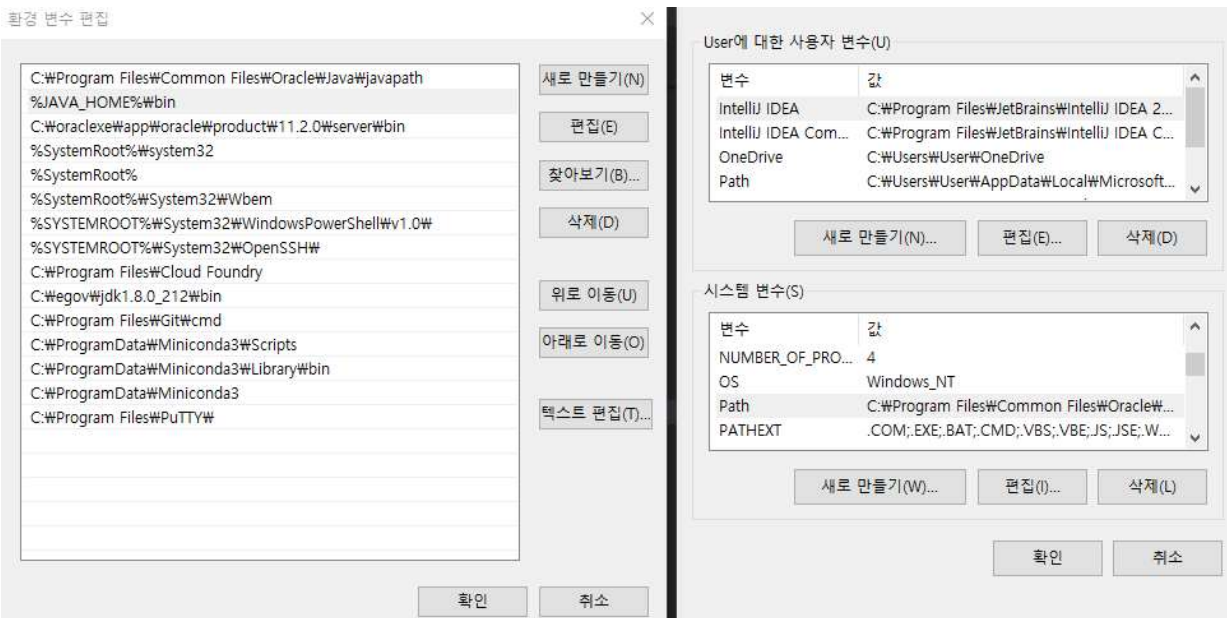 환경 변수 편집
C:₩Program Files₩Common Files₩Oracle₩Java₩javapath
%JAVA_HOME%₩bin
C:₩oraclexe₩app₩oracle₩product₩11.2.0₩server₩bin
%SystemRoot%₩system32
%SystemRoot%
%SystemRoot%₩System32₩Wbem
%SYSTEMROOT%₩System32₩WindowsPowerShell₩v1.0₩
%SYSTEMROOT%₩System32₩OpenSSH₩
C:₩Program Files₩Cloud Foundry
C:₩egov₩jdk1.8.0_212₩bin
C:₩Program Files₩Git₩cmd
C:₩ProgramData₩Miniconda3₩Scripts
C:₩ProgramData₩Miniconda3₩Library₩bin
C:₩ProgramData₩Miniconda3
C:₩Program Files₩PuTTY₩
새로 만들기(N)
편집(E)
찾아보기(B)...
삭제(D)
위로 이동(U)
아래로 이동(O)
텍스트 편집(T)...
확인 취소
User에 대한 사용자 변수(U)
변수 값
IntelliJ IDEA C:₩Program Files₩JetBrains₩IntelliJ IDEA 2...
IntelliJ IDEA Com... C:₩Program Files₩JetBrains₩IntelliJ IDEA C...
OneDrive C:₩Users₩User₩OneDrive
Path C:₩Users₩User₩AppData₩Local₩Microsoft...
새로 만들기(N)... 편집(E)... 삭제(D)
시스템 변수(S)
변수 값
NUMBER_OF_PRO... 4
OS Windows_NT
Path C:₩Program Files₩Common Files₩Oracle₩...
PATHEXT .COM;.EXE;.BAT;.CMD;.VBS;.VBE;.JS;.JSE;.W...
새로 만들기(W)... 편집(I)... 삭제(L)
확인 취소